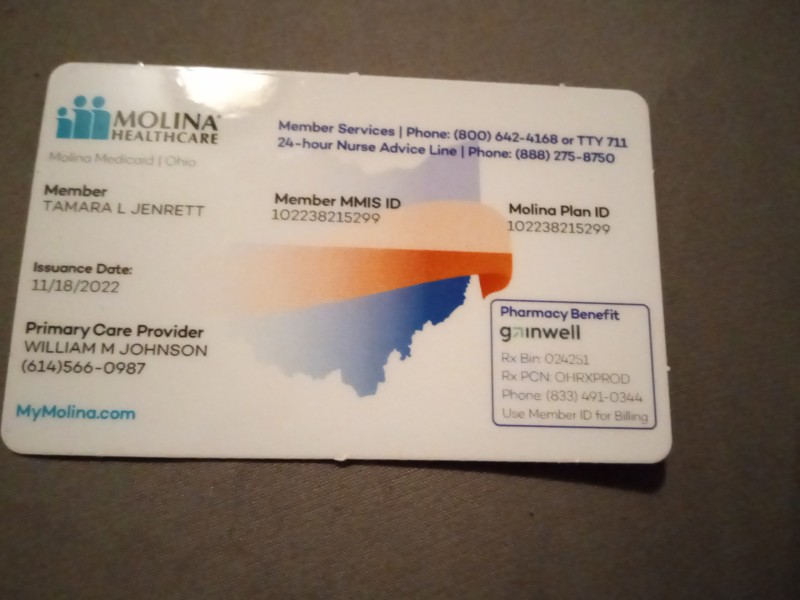 MOLINA
HEALTHCARE
Molina Medicaid | Ohio
Member Services | Phone: (800) 642-4168 or TTY 711
24-hour Nurse Advice Line | Phone: (888) 275-8750
Member
TAMARA L JENRETT
Member MMIS ID
102238215299
Molina Plan ID
102238215299
Issuance Date:
11/18/2022
Primary Care Provider
WILLIAM M JOHNSON
(614)566-0987
MyMolina.com
Pharmacy Benefit
gainwell
Rx Bin: 024251
Rx PCN: OHRXPROD
Phone: (833) 491-0344
Use Member ID for Billing